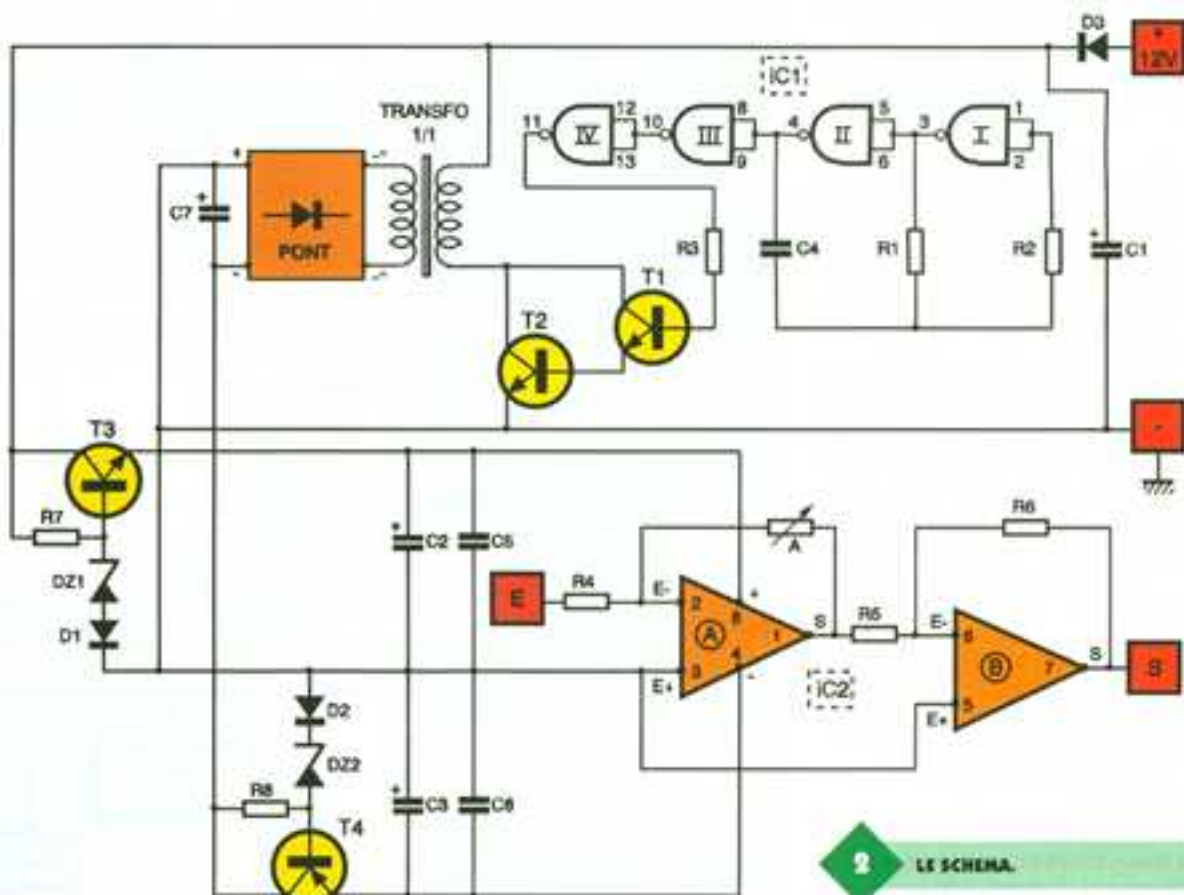 D3
+
12V
IC1
TRANSFO
1/1
11 IV 12 13
10 III 8 9
4 II 5 6
3 I 1 2
+ PONT -
+
C7
R3
C4
R1
R2
+
C1
T1
T2
-
T3
R7
DZ1
D1
+
C2
C5
E
R4
A
R6
E-
2
A
8
+
1
S
R5
E-
6
3
4
-
E+
IC2
B
7
S
S
5
E+
D2
DZ2
R8
+
C3
C6
T4
2 LE SCHEMA.